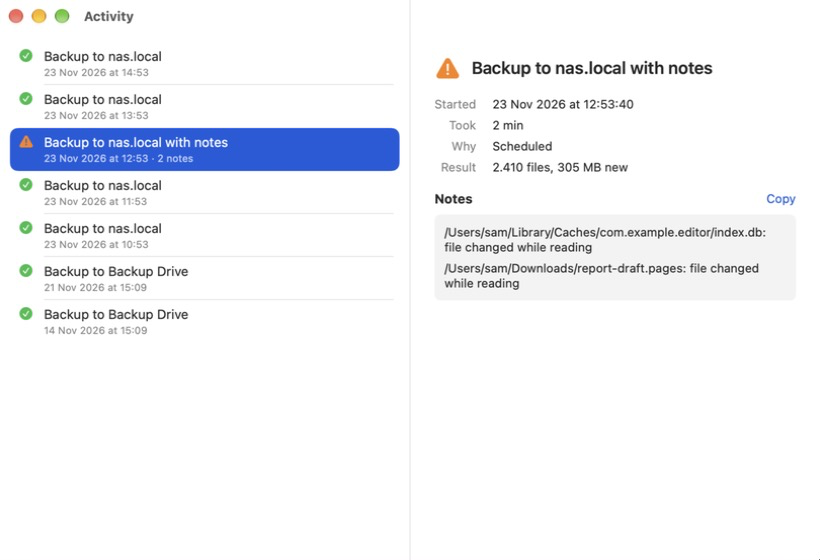 Activity
Backup to nas.local
23 Nov 2026 at 14:53
Backup to nas.local
23 Nov 2026 at 13:53
Backup to nas.local with notes
23 Nov 2026 at 12:53 · 2 notes
Backup to nas.local
23 Nov 2026 at 11:53
Backup to nas.local
23 Nov 2026 at 10:53
Backup to Backup Drive
21 Nov 2026 at 15:09
Backup to Backup Drive
14 Nov 2026 at 15:09
Backup to nas.local with notes
Started 23 Nov 2026 at 12:53:40
Took 2 min
Why Scheduled
Result 2.410 files, 305 MB new
Notes Copy
/Users/sam/Library/Caches/com.example.editor/index.db:
file changed while reading
/Users/sam/Downloads/report-draft.pages: file changed
while reading